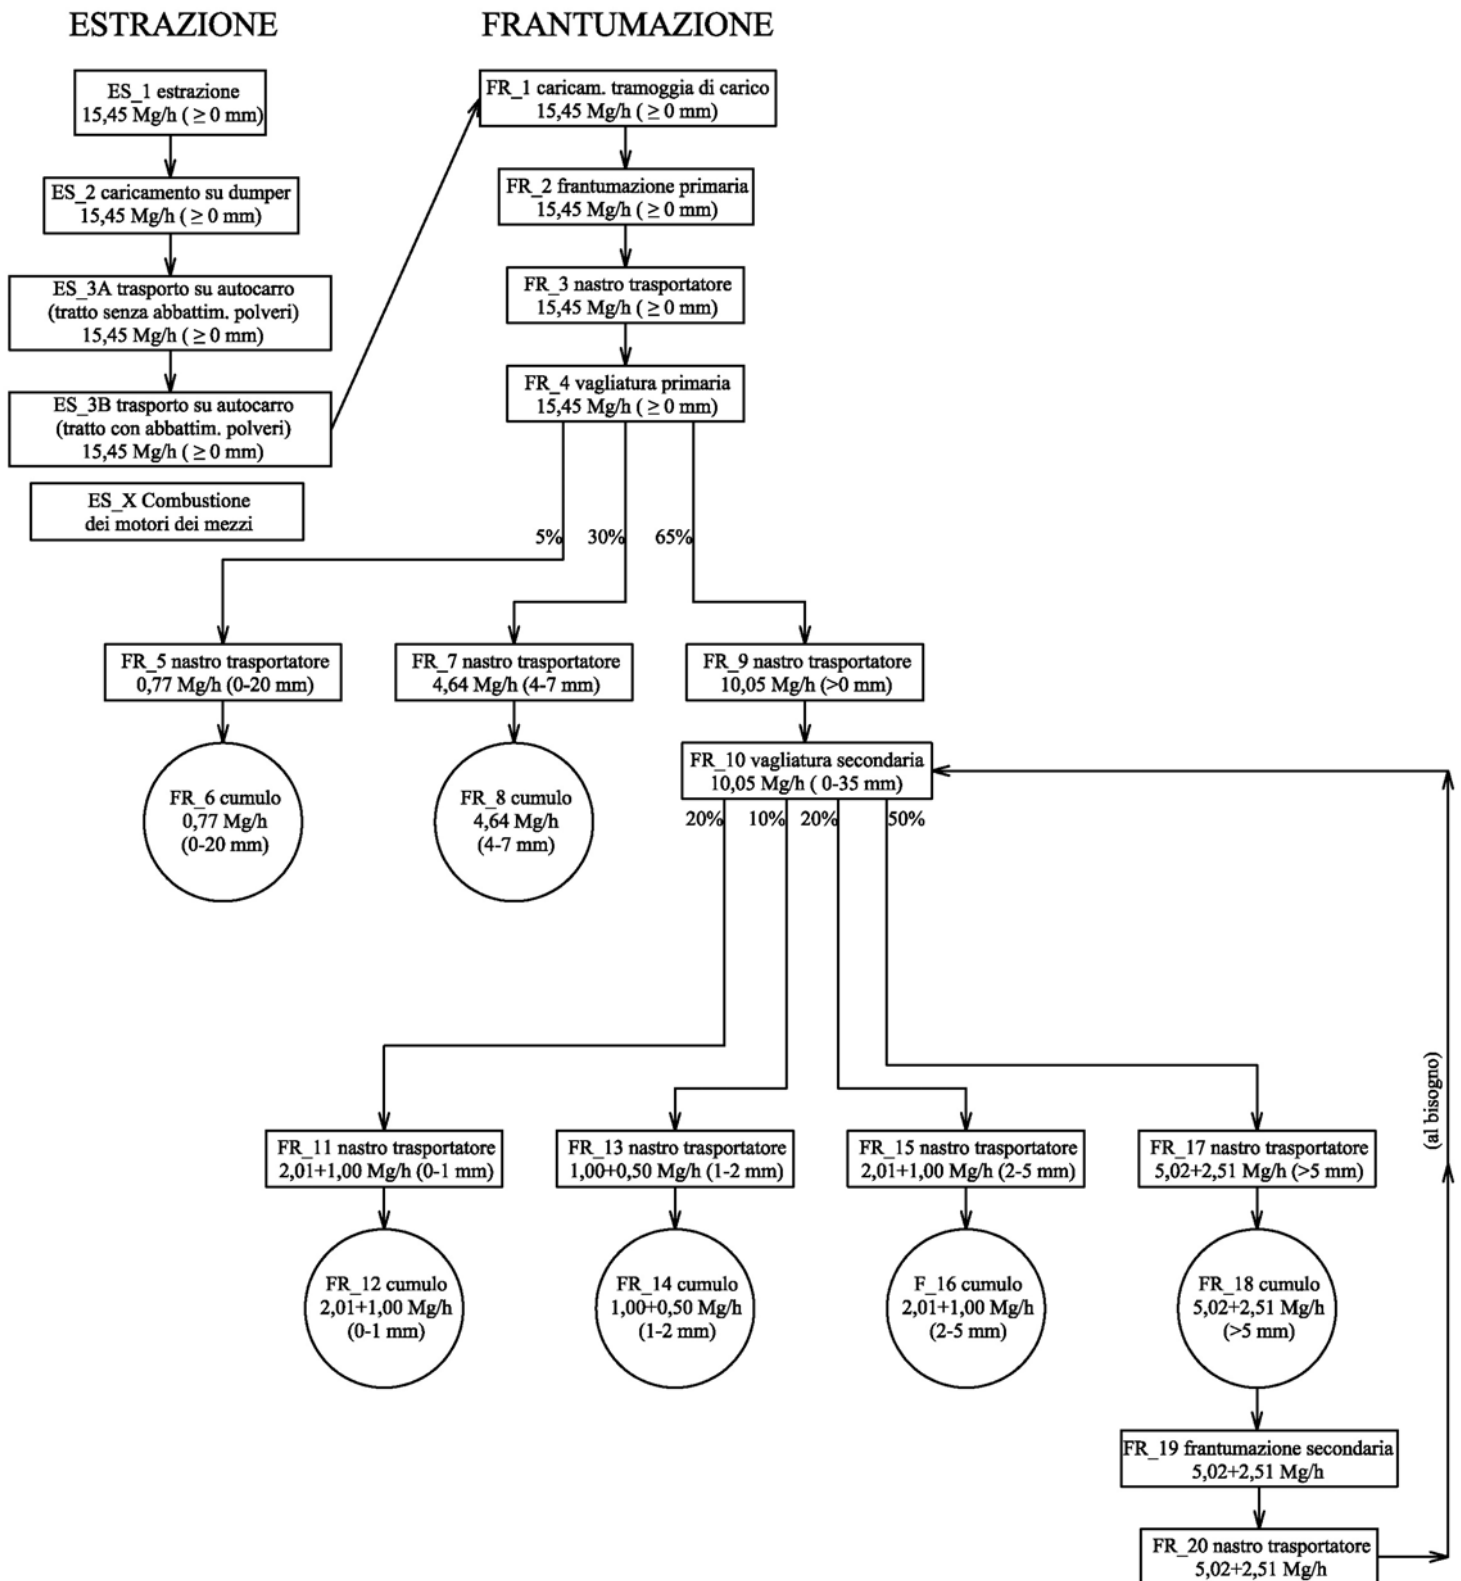 ESTRAZIONE
ES_1 estrazione
15,45 Mg/h ( ≥ 0 mm)
ES_2 caricamento su dumper
15,45 Mg/h ( ≥ 0 mm)
ES_3A trasporto su autocarro
(tratto senza abbattim. polveri)
15,45 Mg/h ( ≥ 0 mm)
ES_3B trasporto su autocarro
(tratto con abbattim. polveri)
15,45 Mg/h ( ≥ 0 mm)
ES_X Combustione
dei motori dei mezzi
FRANTUMAZIONE
FR_1 caricam. tramoggia di carico
15,45 Mg/h ( ≥ 0 mm)
FR_2 frantumazione primaria
15,45 Mg/h ( ≥ 0 mm)
FR_3 nastro trasportatore
15,45 Mg/h ( ≥ 0 mm)
FR_4 vagliatura primaria
15,45 Mg/h ( ≥ 0 mm)
5% 30% 65%
FR_5 nastro trasportatore
0,77 Mg/h (0-20 mm)
FR_7 nastro trasportatore
4,64 Mg/h (4-7 mm)
FR_9 nastro trasportatore
10,05 Mg/h (>0 mm)
FR_6 cumulo
0,77 Mg/h
(0-20 mm)
FR_8 cumulo
4,64 Mg/h
(4-7 mm)
FR_10 vagliatura secondaria
10,05 Mg/h ( 0-35 mm)
20% 10% 20% 50%
FR_11 nastro trasportatore
2,01+1,00 Mg/h (0-1 mm)
FR_13 nastro trasportatore
1,00+0,50 Mg/h (1-2 mm)
FR_15 nastro trasportatore
2,01+1,00 Mg/h (2-5 mm)
FR_17 nastro trasportatore
5,02+2,51 Mg/h (>5 mm)
(al bisogno)
FR_12 cumulo
2,01+1,00 Mg/h
(0-1 mm)
FR_14 cumulo
1,00+0,50 Mg/h
(1-2 mm)
F_16 cumulo
2,01+1,00 Mg/h
(2-5 mm)
FR_18 cumulo
5,02+2,51 Mg/h
(>5 mm)
FR_19 frantumazione secondaria
5,02+2,51 Mg/h
FR_20 nastro trasportatore
5,02+2,51 Mg/h